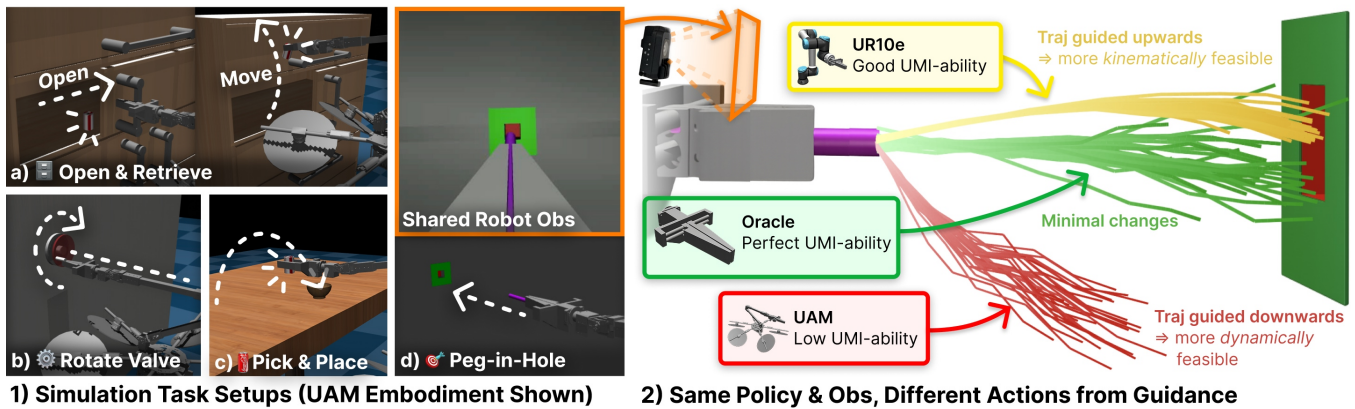 Open
Move
a) 🗄️ Open & Retrieve
b) ⚙️ Rotate Valve
c) 🥫 Pick & Place
Shared Robot Obs
d) 🎯 Peg-in-Hole
1) Simulation Task Setups (UAM Embodiment Shown)
UR10e
Good UMI-ability
Traj guided upwards
⇒ more kinematically feasible
Oracle
Perfect UMI-ability
Minimal changes
UAM
Low UMI-ability
Traj guided downwards
⇒ more dynamically
feasible
2) Same Policy & Obs, Different Actions from Guidance